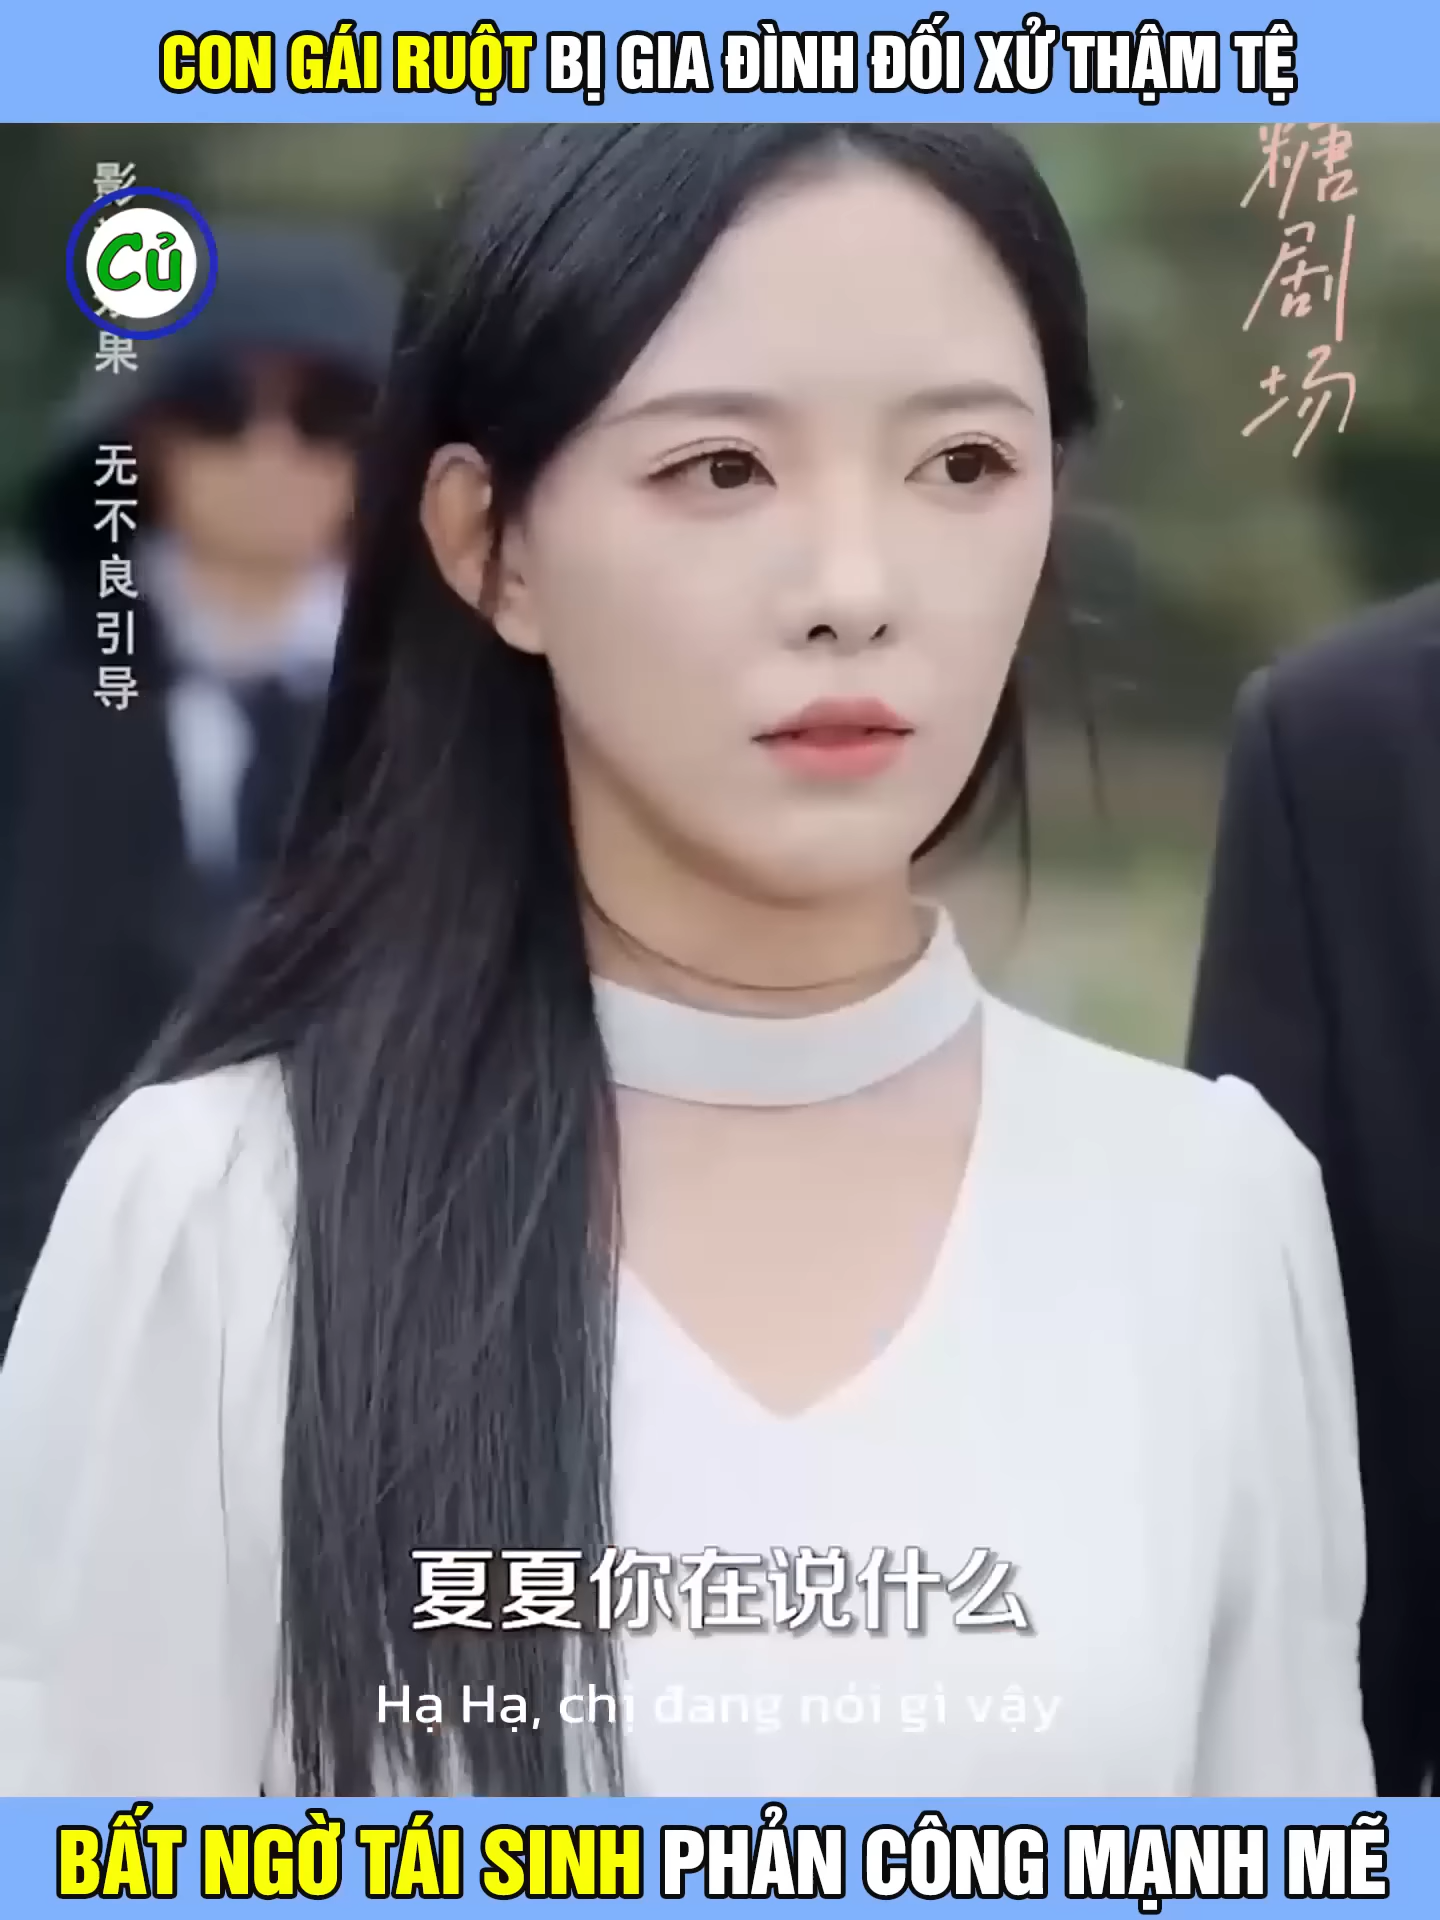 CON GÁI RUỘT BỊ GIA ĐÌNH ĐỐI XỬ THẬM TỆ
糖剧场
影
果 无不良引导
Củ
夏夏你在说什么
Hạ Hạ, chị đang nói gì vậy
BẤT NGỜ TÁI SINH PHẢN CÔNG MẠNH MẼ